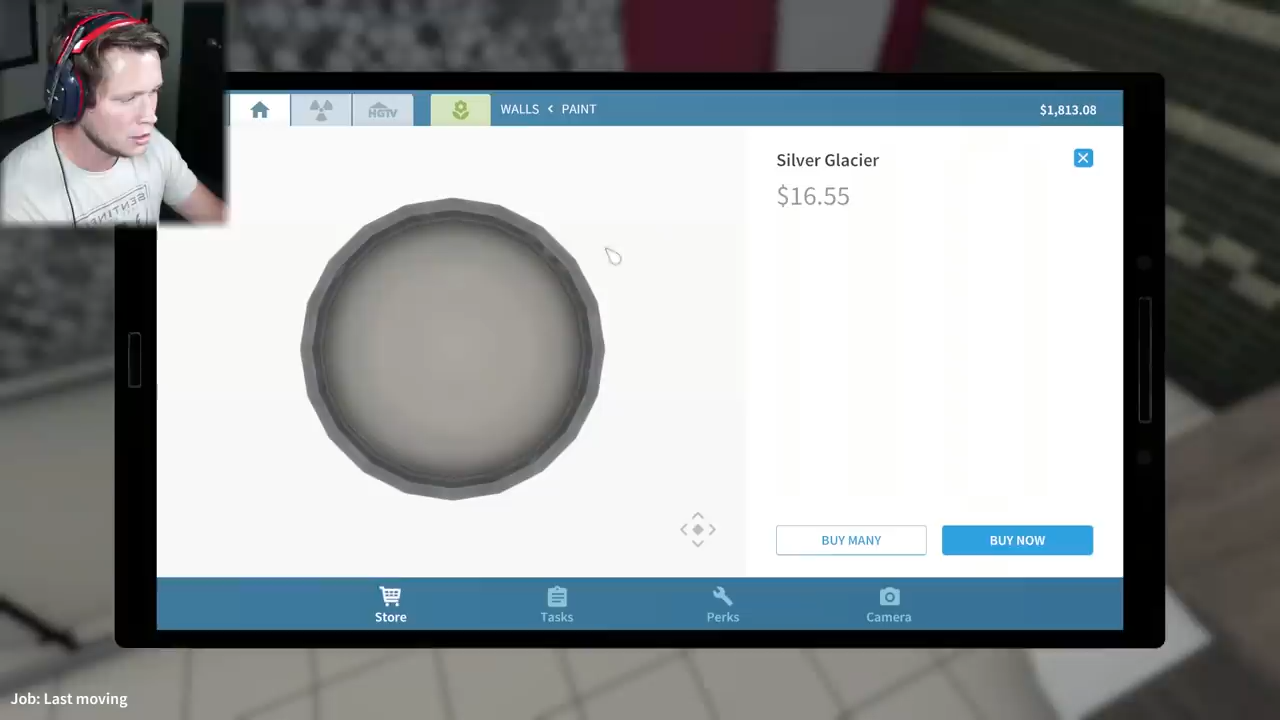 HGTV
WALLS < PAINT
$1,813.08
Silver Glacier
$16.55
BUY MANY
BUY NOW
Store
Tasks
Perks
Camera
Job: Last moving